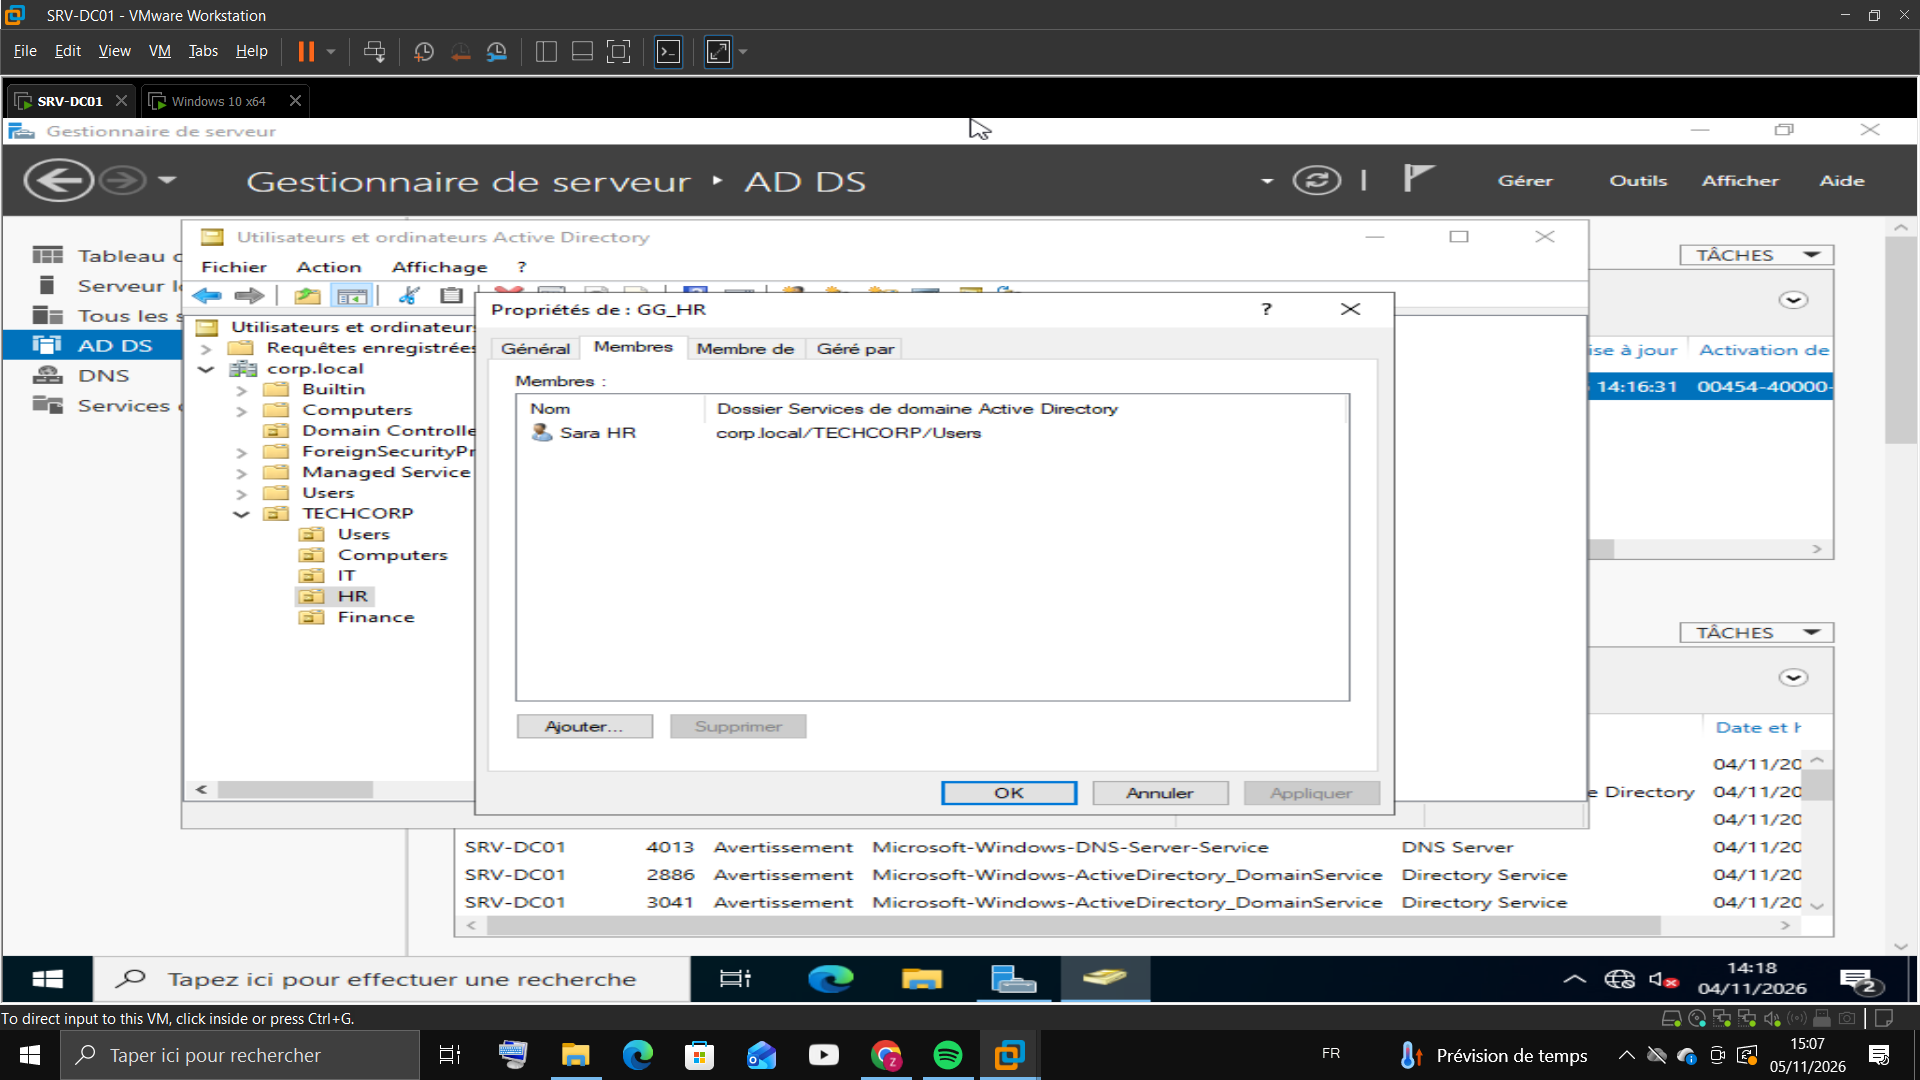 SRV-DC01 - VMware Workstation
File Edit View VM Tabs Help
SRV-DC01 Windows 10 x64
Gestionnaire de serveur
Gestionnaire de serveur AD DS
Gérer Outils Afficher Aide
Utilisateurs et ordinateurs Active Directory
Fichier Action Affichage ?
Tableau
Serveur
Tous les
AD DS
DNS
Services
Utilisateurs et ordinateurs
Requêtes enregistrées
corp.local
Builtin
Computers
Domain Controlle
ForeignSecurityPr
Managed Service
Users
TECHCORP
Users
Computers
IT
HR
Finance
Propriétés de : GG_HR ?
Général Membres Membre de Géré par
Membres :
Nom Dossier Services de domaine Active Directory
Sara HR corp.local/TECHCORP/Users
Ajouter... Supprimer
OK Annuler Appliquer
TÂCHES
ise à jour Activation de
14:16:31 00454-40000-
TÂCHES
Date et h
04/11/20
e Directory 04/11/20
04/11/20
SRV-DC01 4013 Avertissement Microsoft-Windows-DNS-Server-Service DNS Server 04/11/20
SRV-DC01 2886 Avertissement Microsoft-Windows-ActiveDirectory_DomainService Directory Service 04/11/20
SRV-DC01 3041 Avertissement Microsoft-Windows-ActiveDirectory_DomainService Directory Service 04/11/20
Tapez ici pour effectuer une recherche
14:18
04/11/2026
2
To direct input to this VM, click inside or press Ctrl+G.
Taper ici pour rechercher
FR
Prévision de temps
15:07
05/11/2026